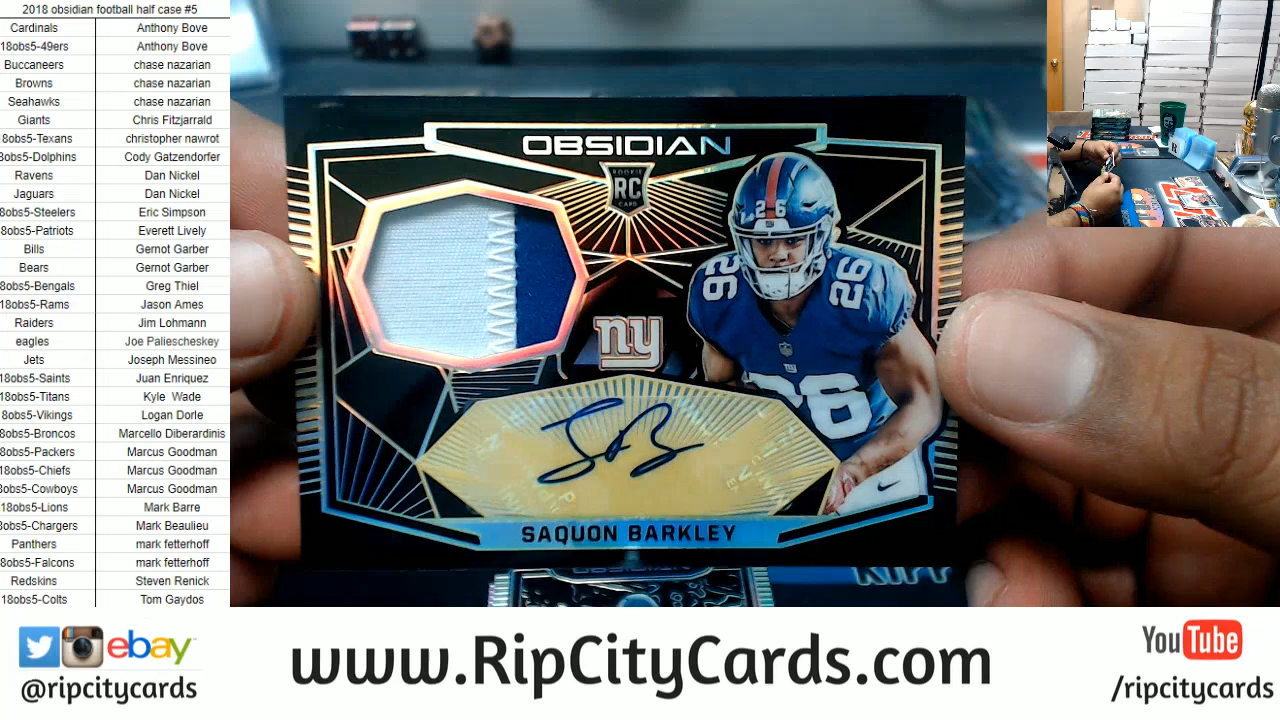 2018 obsidian football half case #5
Cardinals Anthony Bove
18obs5-49ers Anthony Bove
Buccaneers chase nazarian
Browns chase nazarian
Seahawks chase nazarian
Giants Chris Fitzjarrald
18obs5-Texans christopher nawrot
8obs5-Dolphins Cody Gatzendorfer
Ravens Dan Nickel
Jaguars Dan Nickel
8obs5-Steelers Eric Simpson
8obs5-Patriots Everett Lively
Bills Gernot Garber
Bears Gernot Garber
8obs5-Bengals Greg Thiel
18obs5-Rams Jason Ames
Raiders Jim Lohmann
eagles Joe Paliescheskey
Jets Joseph Messineo
18obs5-Saints Juan Enriquez
18obs5-Titans Kyle Wade
8obs5-Vikings Logan Dorle
8obs5-Broncos Marcello Diberardinis
8obs5-Packers Marcus Goodman
18obs5-Chiefs Marcus Goodman
8obs5-Cowboys Marcus Goodman
18obs5-Lions Mark Barre
8obs5-Chargers Mark Beaulieu
Panthers mark fetterhoff
8obs5-Falcons mark fetterhoff
Redskins Steven Renick
18obs5-Colts Tom Gaydos
OBSIDIAN
ROOKIE
RC
CARD
26
26
26
ny
26
SAQUON BARKLEY
OBSIDIAN
ebay
@ripcitycards
www.RipCityCards.com
YouTube
/ripcitycards